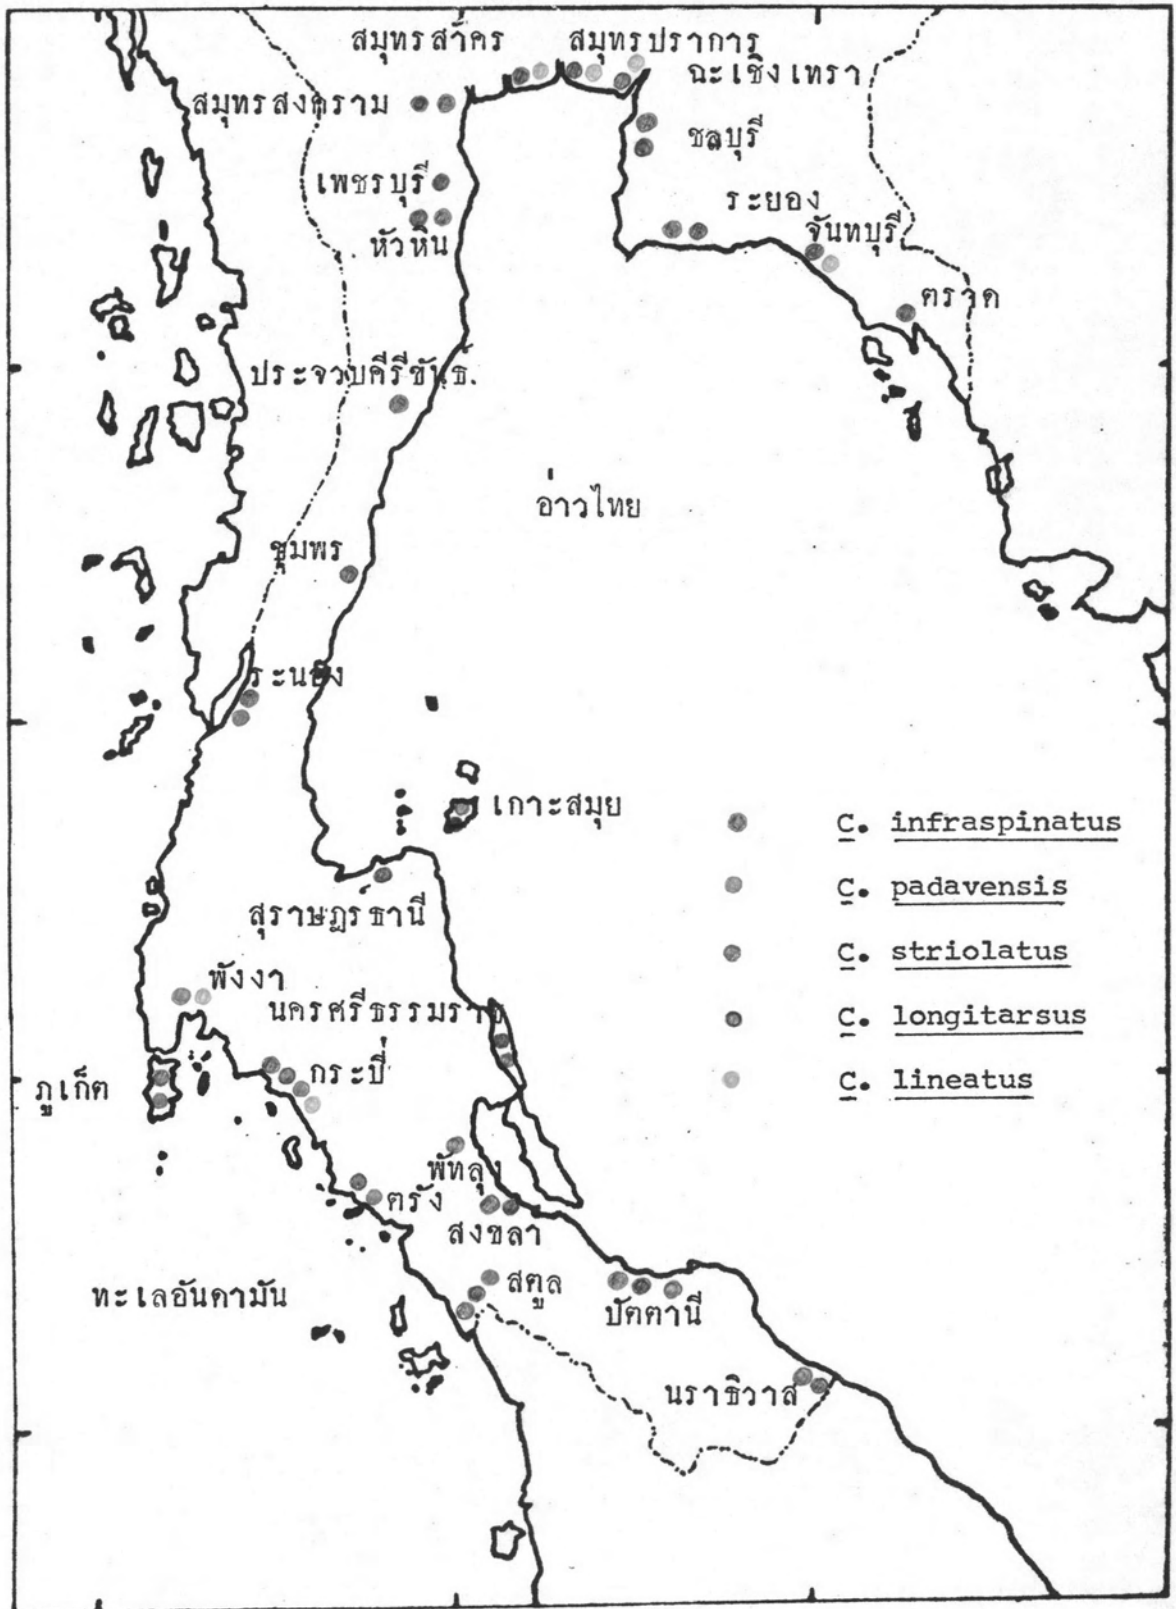 สมุทรสาคร
สมุทรปราการ
ฉะเชิงเทรา
สมุทรสงคราม
ชลบุรี
เพชรบุรี
ระยอง
หัวหิน
จันทบุรี
ตราด
ประจวบคีรีขันธ์.
อ่าวไทย
ชุมพร
ระนอง
เกาะสมุย
C. infraspinatus
C. padavensis
สุราษฎร์ธานี
C. striolatus
พังงา
นครศรีธรรมราช
C. longitarsus
กระบี่
ภูเก็ต
C. lineatus
พัทลุง
ตรัง
สงขลา
สตูล
ทะเลอันดามัน
ปัตตานี
นราธิวาส